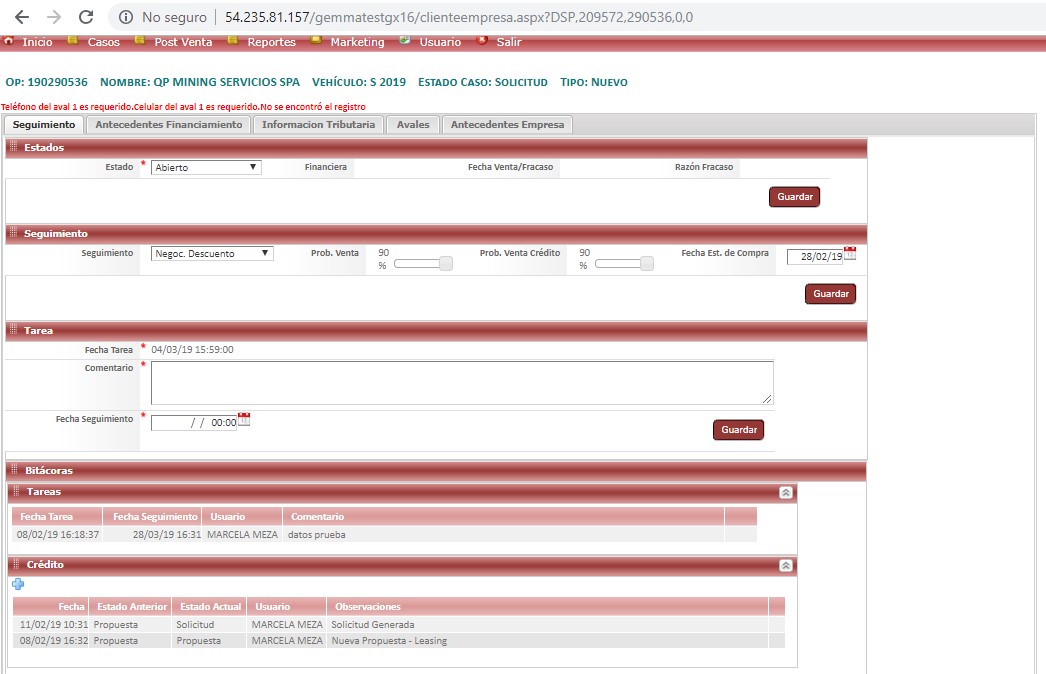 No seguro 54.235.81.157/gemmatestgx16/clienteempresa.aspx?DSP,209572,290536,0,0
Inicio Casos Post Venta Reportes Marketing Usuario Salir
OP: 190290536 NOMBRE: QP MINING SERVICIOS SPA VEHÍCULO: S 2019 ESTADO CASO: SOLICITUD TIPO: NUEVO
Teléfono del aval 1 es requerido.Celular del aval 1 es requerido.No se encontró el registro
Seguimiento Antecedentes Financiamiento Informacion Tributaria Avales Antecedentes Empresa
Estados
Estado * Abierto Financiera Fecha Venta/Fracaso Razón Fracaso
Guardar
Seguimiento
Seguimiento Negoc. Descuento Prob. Venta 90 % Prob. Venta Crédito 90 % Fecha Est. de Compra 28/02/19
Guardar
Tarea
Fecha Tarea * 04/03/19 15:59:00
Comentario *
Fecha Seguimiento * / / 00:00
Guardar
Bitácoras
Tareas
Fecha Tarea Fecha Seguimiento Usuario Comentario
08/02/19 16:18:37 28/03/19 16:31 MARCELA MEZA datos prueba
Crédito
Fecha Estado Anterior Estado Actual Usuario Observaciones
11/02/19 10:31 Propuesta Solicitud MARCELA MEZA Solicitud Generada
08/02/19 16:32 Propuesta Propuesta MARCELA MEZA Nueva Propuesta - Leasing